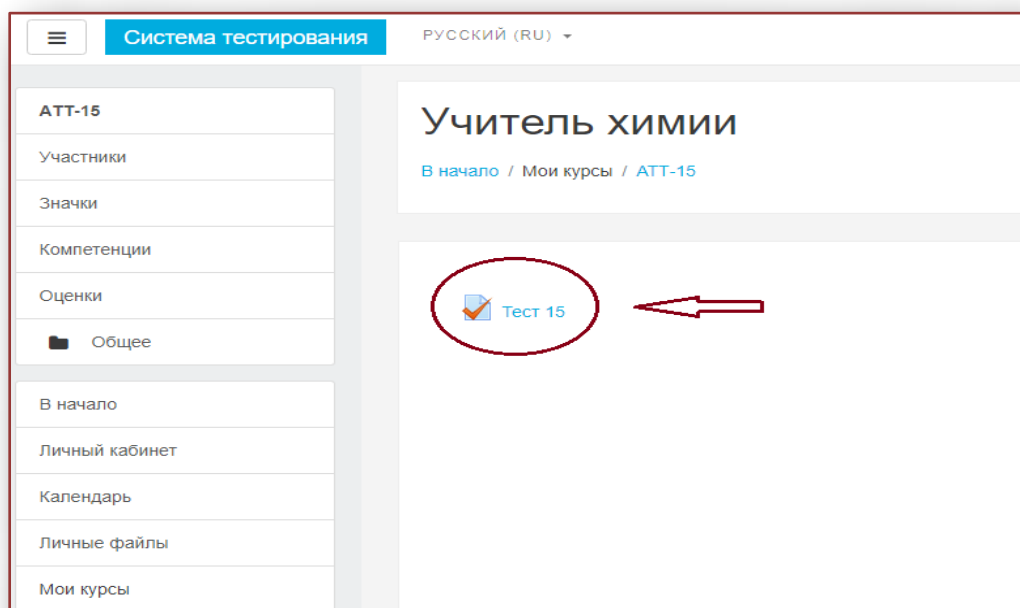 Система тестирования
РУССКИЙ (RU)
АТТ-15
Участники
Значки
Компетенции
Оценки
Общее
В начало
Личный кабинет
Календарь
Личные файлы
Мои курсы
Учитель химии
В начало / Мои курсы / АТТ-15
Тест 15